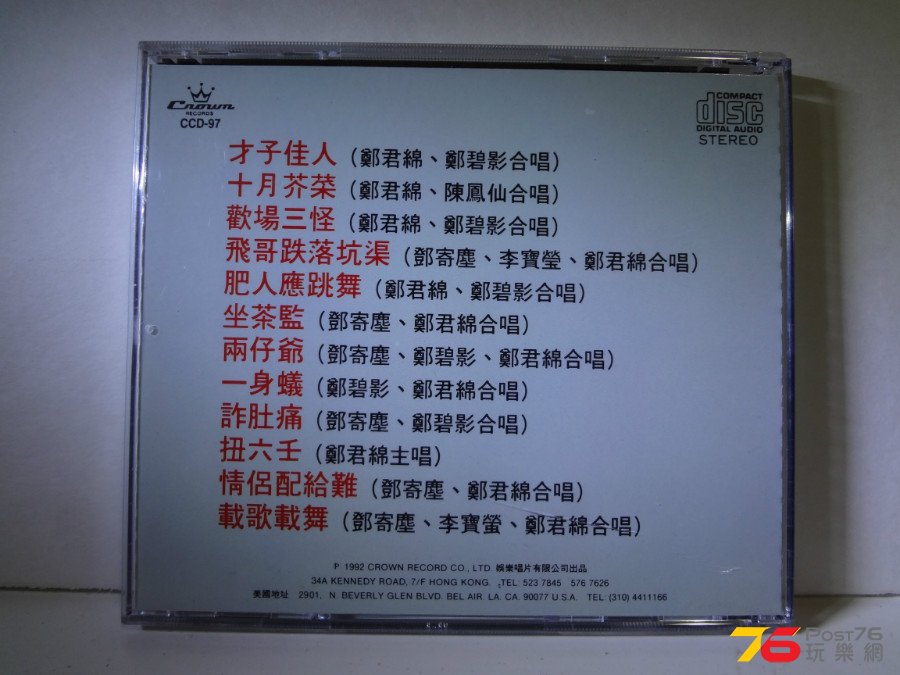 Crown
RECORDS
CCD-97
COMPACT
disc
DIGITAL AUDIO
STEREO
才子佳人（鄭君綿、鄭碧影合唱）
十月芥菜（鄭君綿、陳鳳仙合唱）
歡場三怪（鄭君綿、鄭碧影合唱）
飛哥跌落坑渠（鄧寄塵、李寶瑩、鄭君綿合唱）
肥人應跳舞（鄭君綿、鄭碧影合唱）
坐茶監（鄧寄塵、鄭君綿合唱）
兩仔爺（鄧寄塵、鄭碧影、鄭君綿合唱）
一身蟻（鄭碧影、鄭君綿合唱）
詐肚痛（鄧寄塵、鄭碧影合唱）
扭六壬（鄭君綿主唱）
情侶配給難（鄧寄塵、鄭君綿合唱）
載歌載舞（鄧寄塵、李寶螢、鄭君綿合唱）
P 1992 CROWN RECORD CO., LTD. 娛樂唱片有限公司出品
34A KENNEDY ROAD, 7/F HONG KONG. TEL: 523 7845 576 7626
美國地址 2901, N. BEVERLY GLEN BLVD. BEL AIR LA. CA. 90077 U.S.A. TEL: (310) 4411166
76 Post76
玩樂網